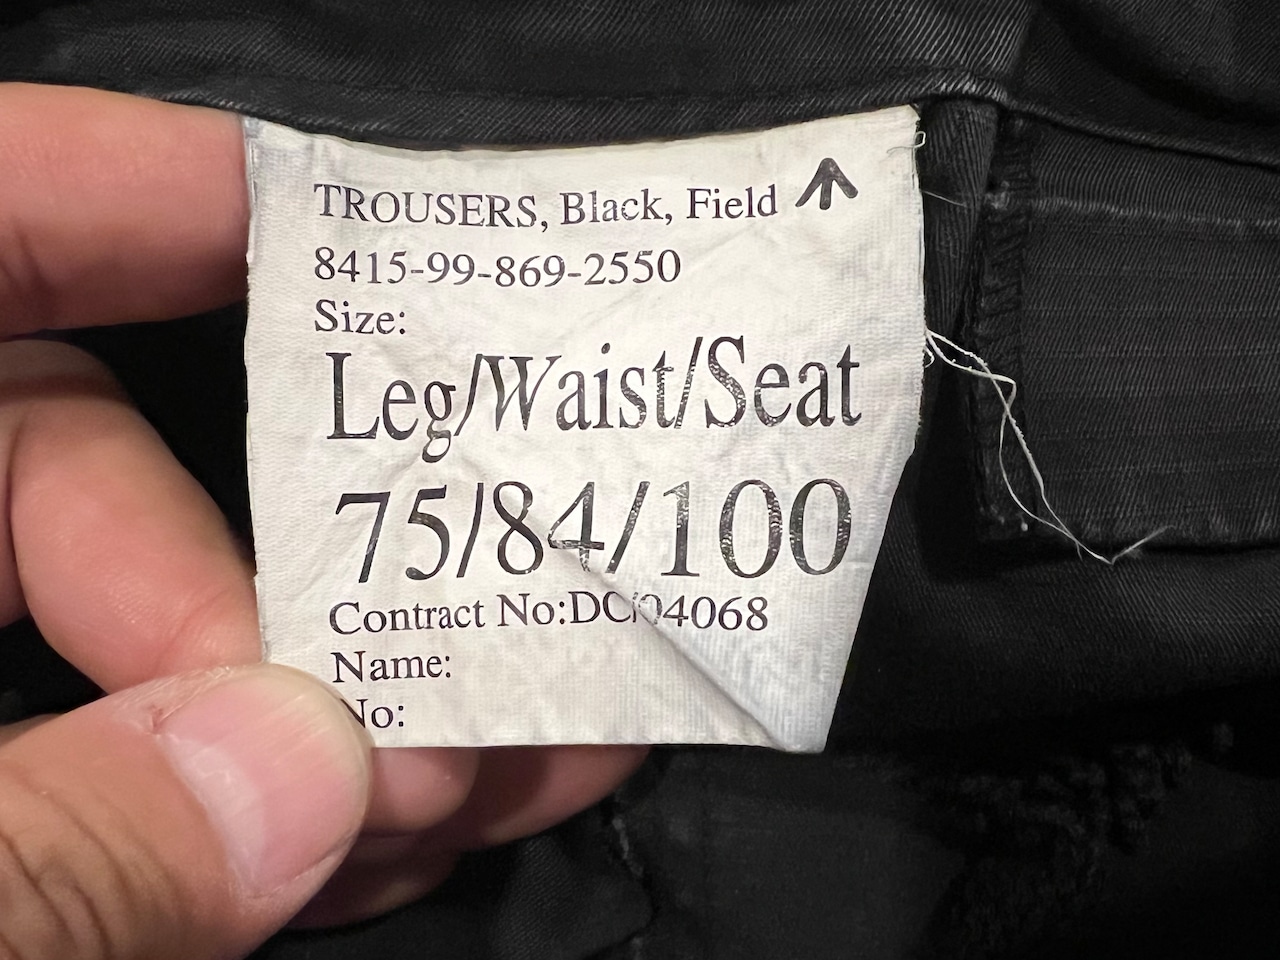 TROUSERS, Black, Field
8415-99-869-2550
Size:
Leg/Waist/Seat
75/84/100
Contract No:DC/04068
Name:
No: